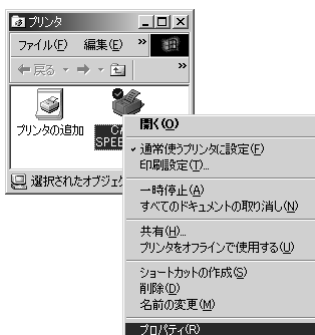 プリンタ
ファイル(F) 編集(E) »
戻る »
プリンタの追加
SPEE
選択されたオブジェク
開く(O)
通常使うプリンタに設定(F)
印刷設定(T)...
一時停止(A)
すべてのドキュメントの取り消し(N)
共有(H)...
プリンタをオフラインで使用する(U)
ショートカットの作成(S)
削除(D)
名前の変更(M)
プロパティ(R)